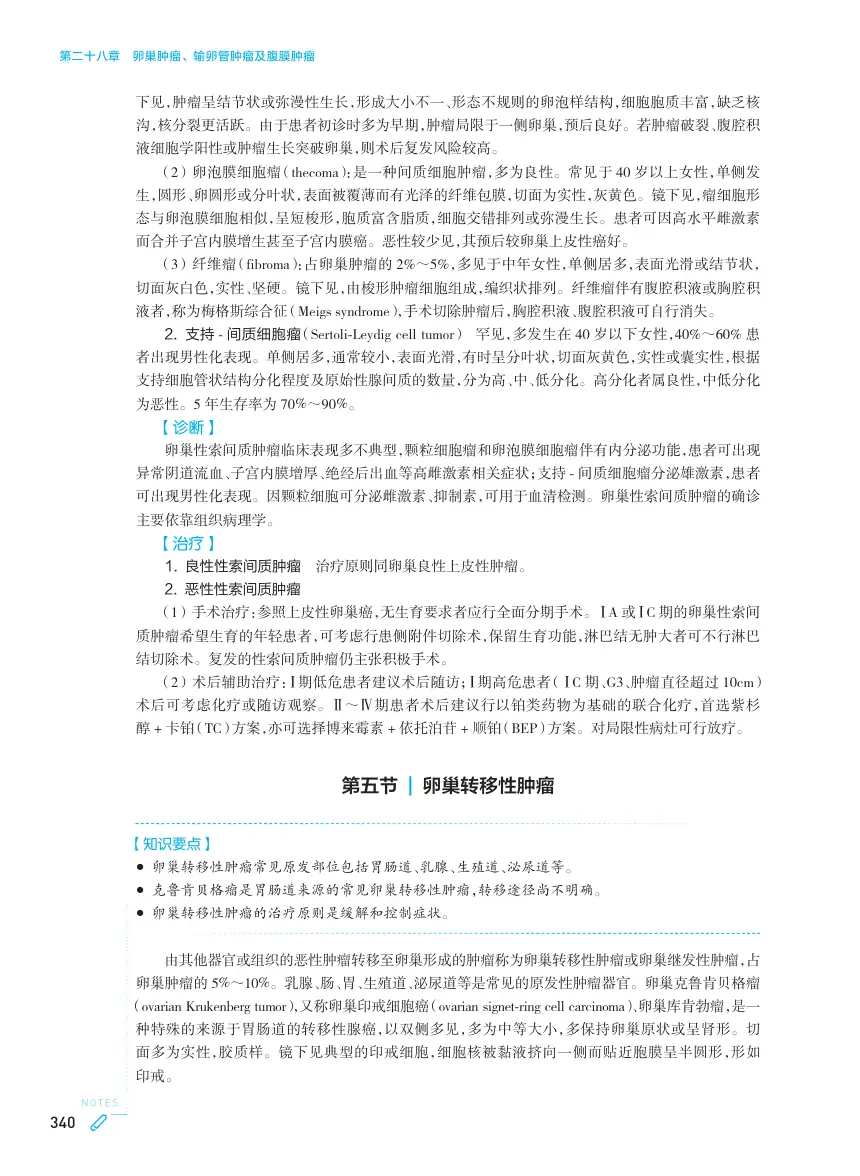 第二十八章 卵巢肿瘤、输卵管肿瘤及腹膜肿瘤
下见,肿瘤呈结节状或弥漫性生长,形成大小不一、形态不规则的卵泡样结构,细胞胞质丰富,缺乏核
沟,核分裂更活跃。由于患者初诊时多为早期,肿瘤局限于一侧卵巢,预后良好。若肿瘤破裂、腹腔积
液细胞学阳性或肿瘤生长突破卵巢,则术后复发风险较高。
（2）卵泡膜细胞瘤(thecoma):是一种间质细胞肿瘤,多为良性。常见于 40 岁以上女性,单侧发
生,圆形、卵圆形或分叶状,表面被覆薄而有光泽的纤维包膜,切面为实性,灰黄色。镜下见,瘤细胞形
态与卵泡膜细胞相似,呈短梭形,胞质富含脂质,细胞交错排列或弥漫生长。患者可因高水平雌激素
而合并子宫内膜增生甚至子宫内膜癌。恶性较少见,其预后较卵巢上皮性癌好。
（3）纤维瘤(fibroma):占卵巢肿瘤的 2%～5%,多见于中年女性,单侧居多,表面光滑或结节状,
切面灰白色,实性、坚硬。镜下见,由梭形肿瘤细胞组成,编织状排列。纤维瘤伴有腹腔积液或胸腔积
液者,称为梅格斯综合征(Meigs syndrome),手术切除肿瘤后,胸腔积液、腹腔积液可自行消失。
2. 支持 - 间质细胞瘤(Sertoli-Leydig cell tumor) 罕见,多发生在 40 岁以下女性,40%～60% 患
者出现男性化表现。单侧居多,通常较小,表面光滑,有时呈分叶状,切面灰黄色,实性或囊实性,根据
支持细胞管状结构分化程度及原始性腺间质的数量,分为高、中、低分化。高分化者属良性,中低分化
为恶性。5 年生存率为 70%～90%。
【诊断】
卵巢性索间质肿瘤临床表现多不典型,颗粒细胞瘤和卵泡膜细胞瘤伴有内分泌功能,患者可出现
异常阴道流血、子宫内膜增厚、绝经后出血等高雌激素相关症状;支持 - 间质细胞瘤分泌雄激素,患者
可出现男性化表现。因颗粒细胞可分泌雌激素、抑制素,可用于血清检测。卵巢性索间质肿瘤的确诊
主要依靠组织病理学。
【治疗】
1. 良性性索间质肿瘤 治疗原则同卵巢良性上皮性肿瘤。
2. 恶性性索间质肿瘤
（1）手术治疗:参照上皮性卵巢癌,无生育要求者应行全面分期手术。ⅠA 或ⅠC 期的卵巢性索间
质肿瘤希望生育的年轻患者,可考虑行患侧附件切除术,保留生育功能,淋巴结无肿大者可不行淋巴
结切除术。复发的性索间质肿瘤仍主张积极手术。
（2）术后辅助治疗:Ⅰ期低危患者建议术后随访;Ⅰ期高危患者(ⅠC 期、G3、肿瘤直径超过 10cm)
术后可考虑化疗或随访观察。Ⅱ～Ⅳ期患者术后建议行以铂类药物为基础的联合化疗,首选紫杉
醇 + 卡铂(TC)方案,亦可选择博来霉素 + 依托泊苷 + 顺铂(BEP)方案。对局限性病灶可行放疗。
第五节 | 卵巢转移性肿瘤
【知识要点】
● 卵巢转移性肿瘤常见原发部位包括胃肠道、乳腺、生殖道、泌尿道等。
● 克鲁肯贝格瘤是胃肠道来源的常见卵巢转移性肿瘤,转移途径尚不明确。
● 卵巢转移性肿瘤的治疗原则是缓解和控制症状。
由其他器官或组织的恶性肿瘤转移至卵巢形成的肿瘤称为卵巢转移性肿瘤或卵巢继发性肿瘤,占
卵巢肿瘤的 5%～10%。乳腺、肠、胃、生殖道、泌尿道等是常见的原发性肿瘤器官。卵巢克鲁肯贝格瘤
(ovarian Krukenberg tumor),又称卵巢印戒细胞癌(ovarian signet-ring cell carcinoma)、卵巢库肯勃瘤,是一
种特殊的来源于胃肠道的转移性腺癌,以双侧多见,多为中等大小,多保持卵巢原状或呈肾形。切
面多为实性,胶质样。镜下见典型的印戒细胞,细胞核被黏液挤向一侧而贴近胞膜呈半圆形,形如
印戒。
NOTES
340